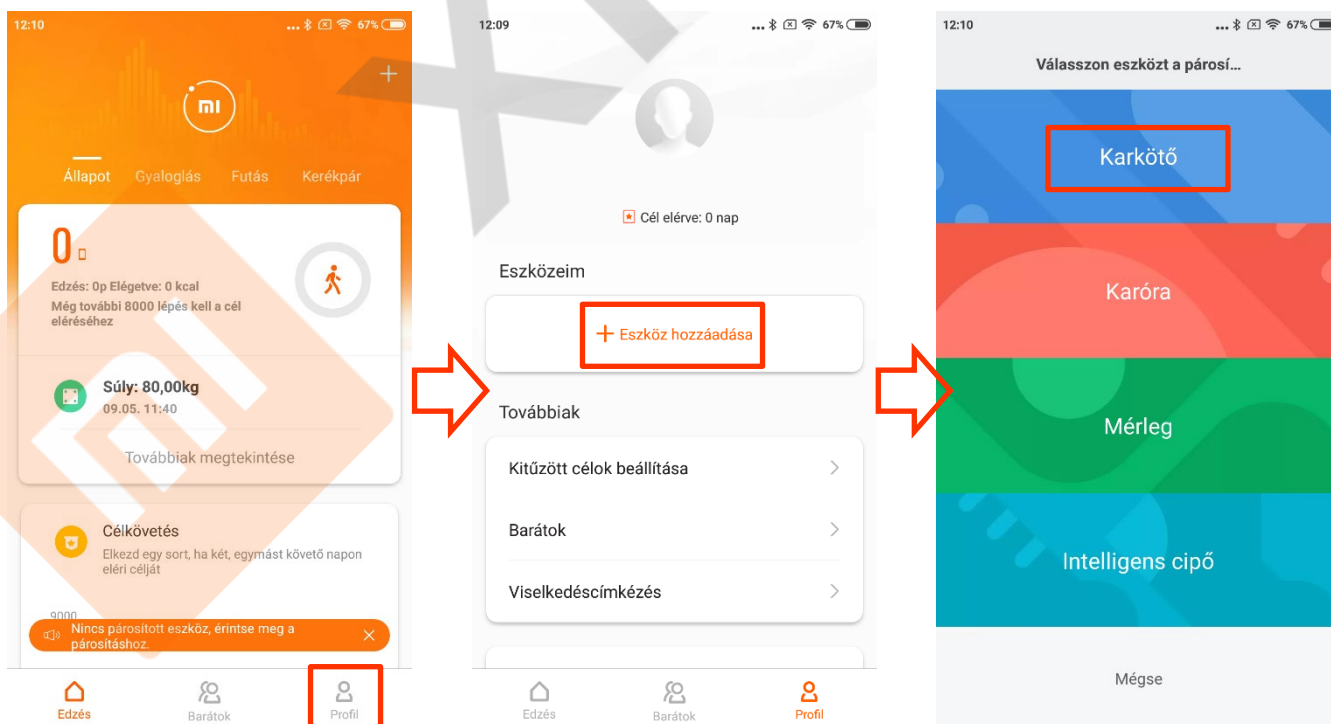 12:10
... 67%
mi
Állapot Gyaloglás Futás Kerékpár
0
Edzés: 0p Elégetve: 0 kcal
Még további 8000 lépés kell a cél
eléréséhez
Súly: 80,00kg
09.05. 11:40
Továbbiak megtekintése
Célkövetés
Elkezd egy sort, ha két, egymást követő napon
eléri célját
9000
Nincs párosított eszköz, érintse meg a
párosításhoz.
Edzés Barátok Profil
12:09
... 67%
Cél elérve: 0 nap
Eszközeim
+ Eszköz hozzáadása
Továbbiak
Kitűzött célok beállítása
Barátok
Viselkedéscímkézés
Edzés Barátok Profil
12:10
... 67%
Válasszon eszközt a párosí...
Karkötő
Karóra
Mérleg
Intelligens cipő
Mégse